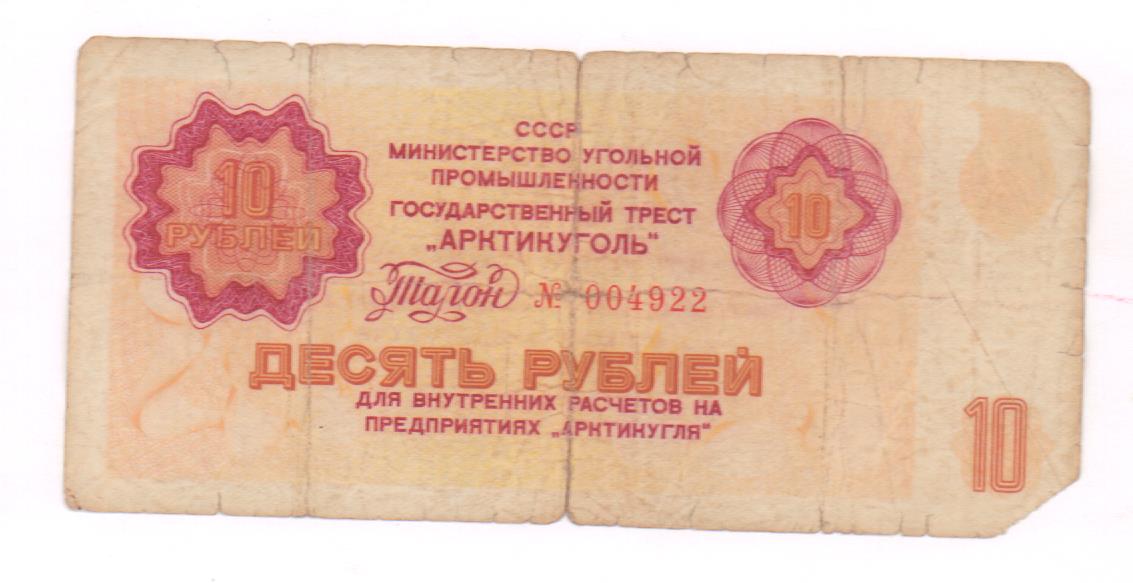 10
РУБЛЕЙ
СССР
МИНИСТЕРСТВО УГОЛЬНОЙ
ПРОМЫШЛЕННОСТИ
ГОСУДАРСТВЕННЫЙ ТРЕСТ
„АРКТИКУГОЛЬ"
Талон № 004922
10
ДЕСЯТЬ РУБЛЕЙ
ДЛЯ ВНУТРЕННИХ РАСЧЕТОВ НА
ПРЕДПРИЯТИЯХ „АРКТИКУГЛЯ"
10